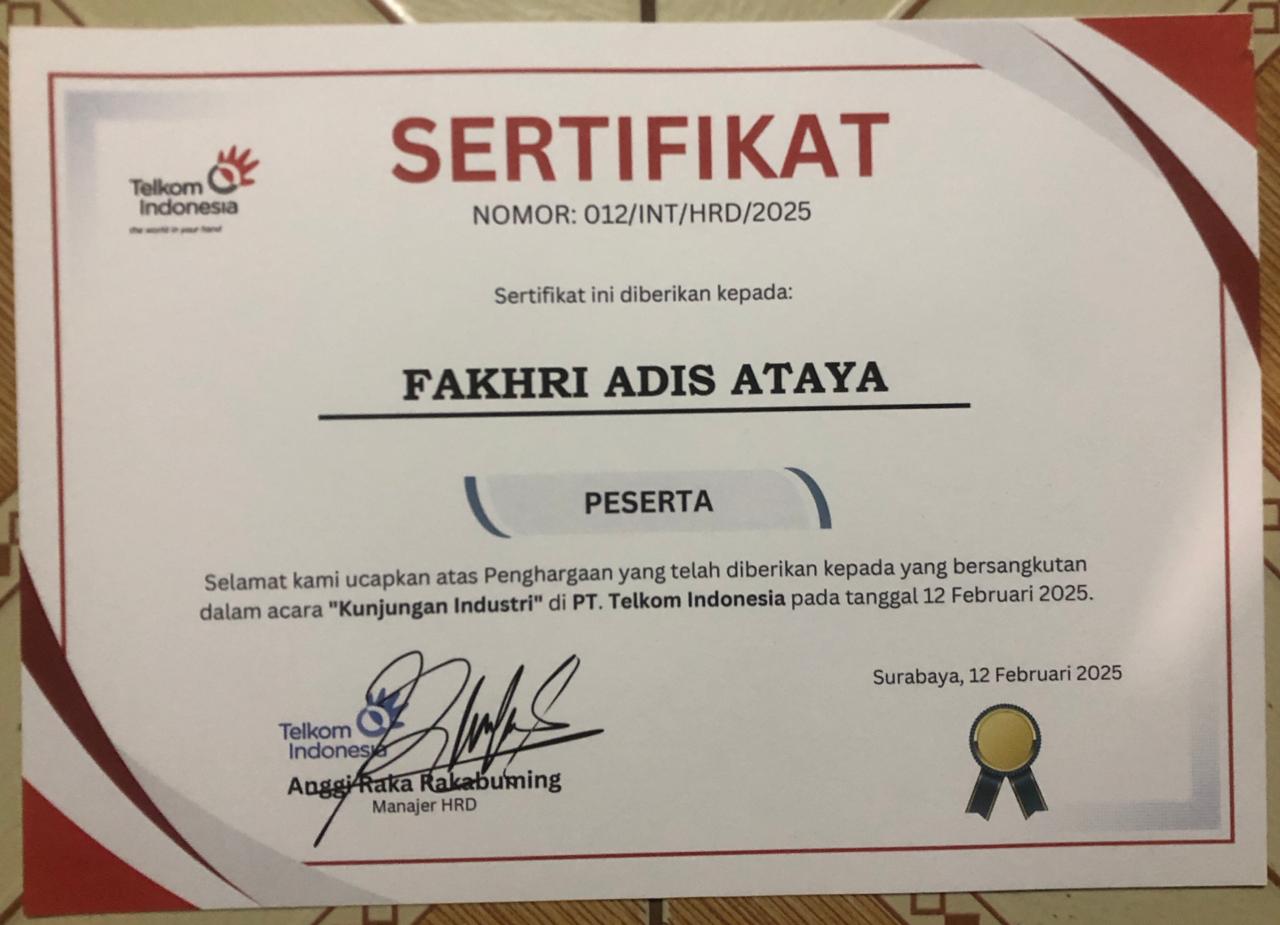 Telkom
Indonesia
the world in your hand
SERTIFIKAT
NOMOR: 012/INT/HRD/2025
Sertifikat ini diberikan kepada:
FAKHRI ADIS ATAYA
PESERTA
Selamat kami ucapkan atas Penghargaan yang telah diberikan kepada yang bersangkutan
dalam acara "Kunjungan Industri" di PT. Telkom Indonesia pada tanggal 12 Februari 2025.
Surabaya, 12 Februari 2025
Telkom
Indonesia
Anggi Raka Rakabuming
Manajer HRD